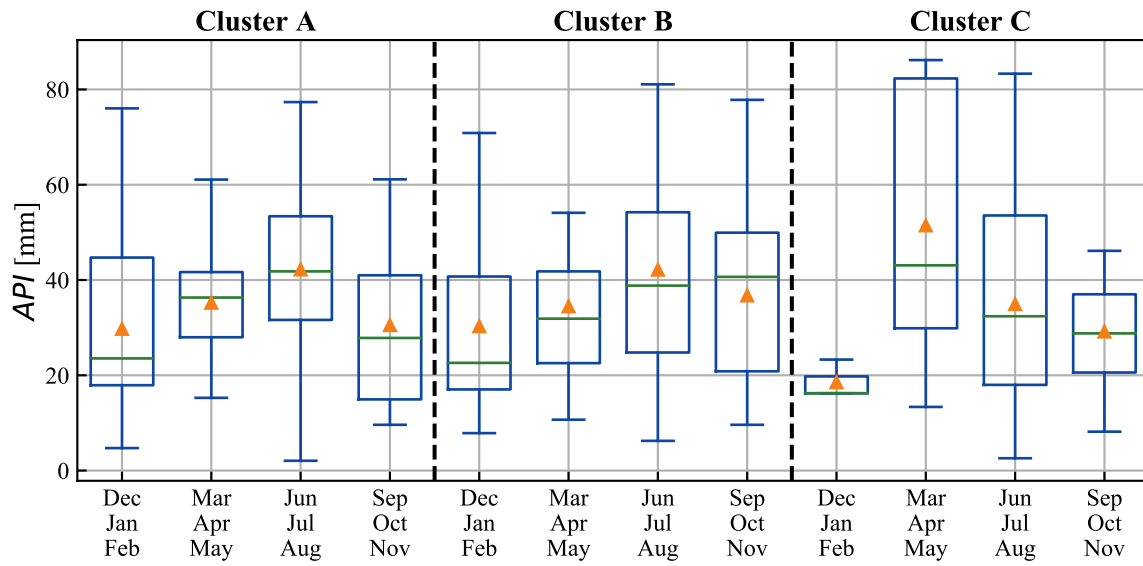 Cluster A Cluster B Cluster C
API [mm]
80
60
40
20
0
Dec Mar Jun Sep Dec Mar Jun Sep Dec Mar Jun Sep
Jan Apr Jul Oct Jan Apr Jul Oct Jan Apr Jul Oct
Feb May Aug Nov Feb May Aug Nov Feb May Aug Nov